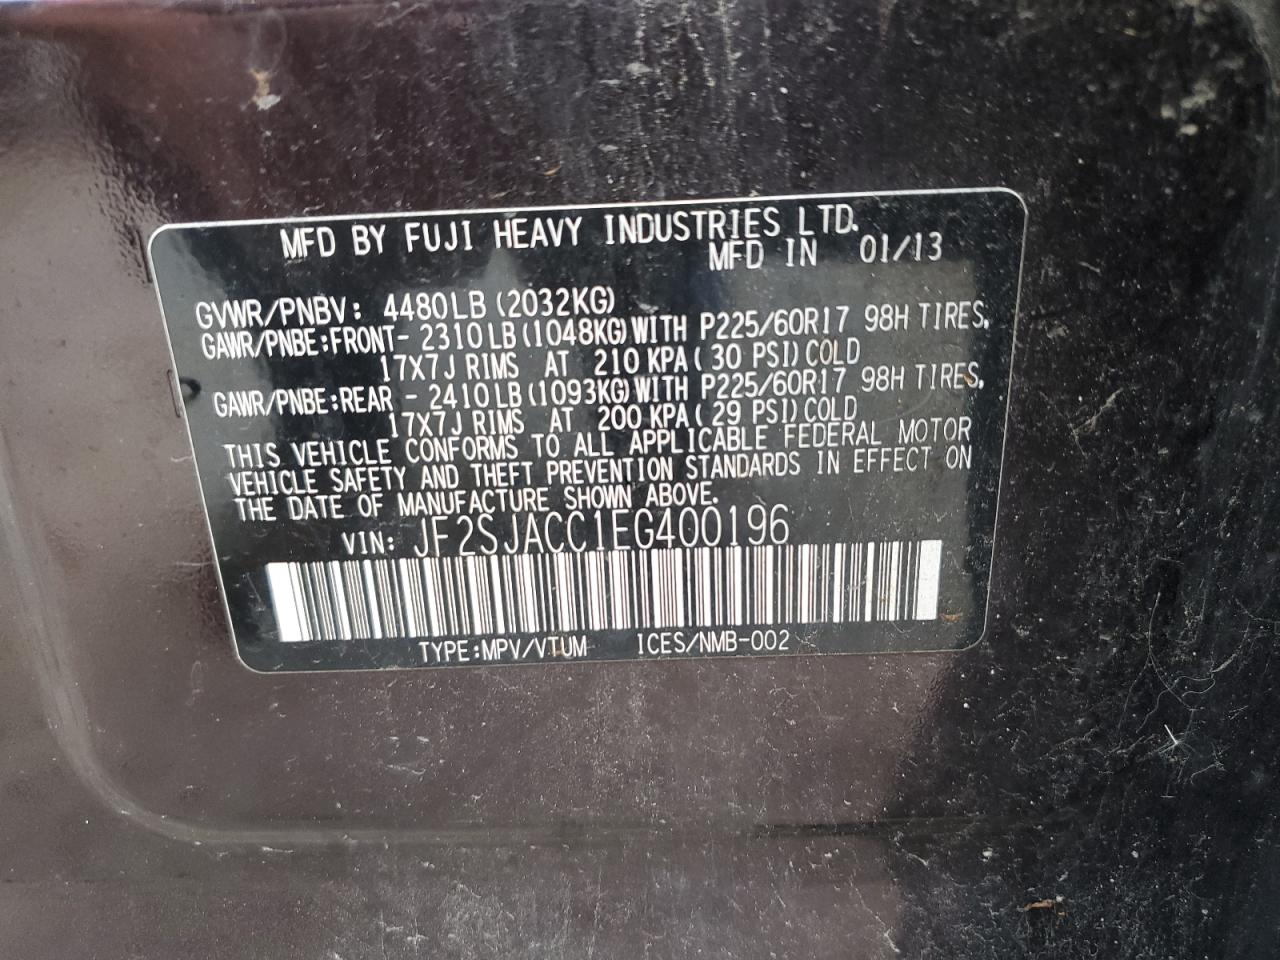 MFD BY FUJI HEAVY INDUSTRIES LTD.
MFD IN 01/13
GVWR/PNBV: 4480LB (2032KG)
GAWR/PNBE:FRONT- 2310LB (1048KG) WITH P225/60R17 98H TIRES,
17X7J RIMS AT 210 KPA ( 30 PSI) COLD
GAWR/PNBE:REAR - 2410LB (1093KG) WITH P225/60R17 98H TIRES,
17X7J RIMS AT 200 KPA ( 29 PSI) COLD
THIS VEHICLE CONFORMS TO ALL APPLICABLE FEDERAL MOTOR
VEHICLE SAFETY AND THEFT PREVENTION STANDARDS IN EFFECT ON
THE DATE OF MANUFACTURE SHOWN ABOVE.
VIN: JF2SJACC1EG400196
TYPE:MPV/VTUM ICES/NMB-002